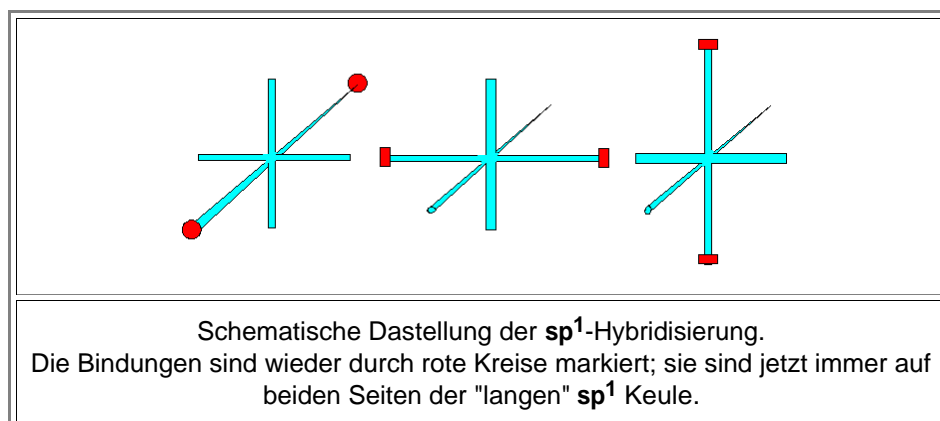 Schematische Dastellung der sp1-Hybridisierung.
Die Bindungen sind wieder durch rote Kreise markiert; sie sind jetzt immer auf
beiden Seiten der "langen" sp1 Keule.